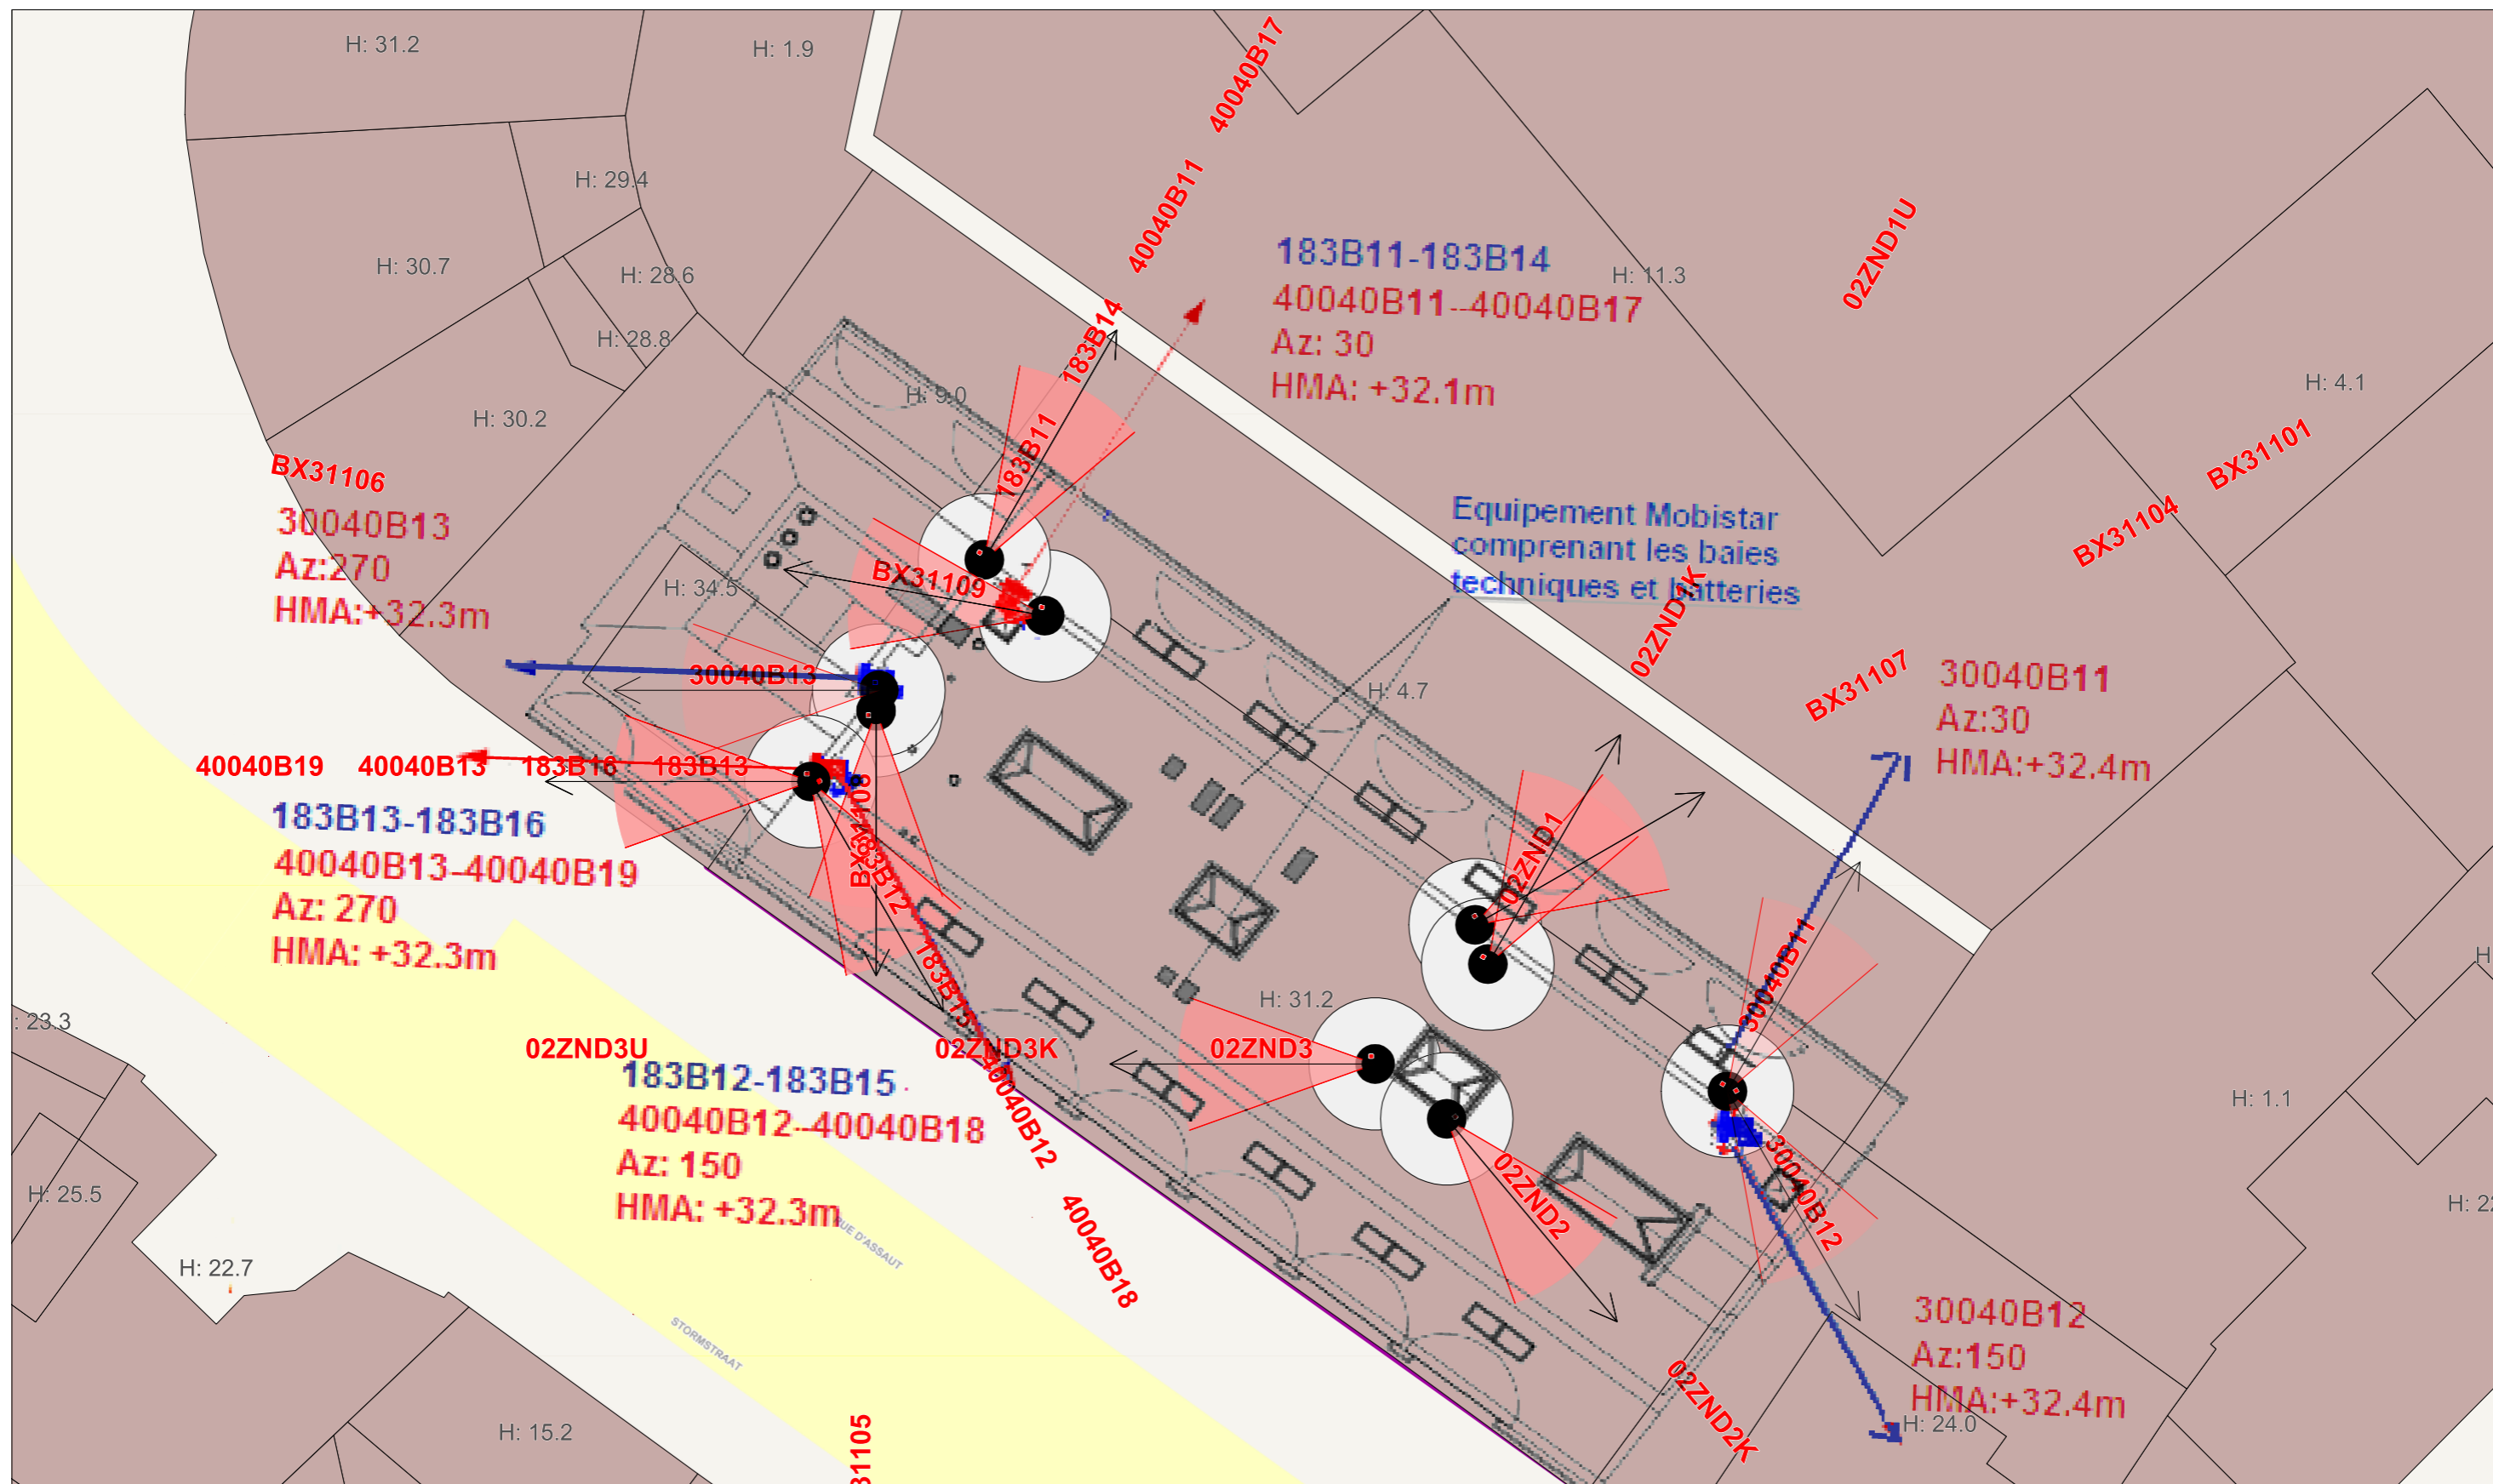 H: 31.2
H: 1.9
40040B17
H: 29.4
40040B11
02ZND1U
H: 30.7
H: 28.6
183B11-183B14
40040B11--40040B17
Az: 30
HMA: +32.1m
H: 11.3
H: 28.8
183B14
H: 9.0
H: 4.1
H: 30.2
183B11
BX31101
BX31106
30040B13
Az:270
HMA:+32.3m
Equipement Mobistar
comprenant les baies
techniques et batteries
BX31104
H: 34.5
BX31109
02ZND1K
30040B13
H: 4.7
BX31107
30040B11
Az:30
HMA:+32.4m
40040B19
40040B13
183B16
183B13
183B13-183B16
40040B13-40040B19
Az: 270
HMA: +32.3m
BX31108
183B12
02ZND1
183B15
30040B11
H: 31.2
: 23.3
02ZND3U
02ZND3K
02ZND3
183B12-183B15
40040B12--40040B18
Az: 150
HMA: +32.3m
40040B12
H: 1.1
H: 25.5
02ZND2
30040B12
40040B18
RUE D'ASSAUT
H: 22.7
STORMSTRAAT
30040B12
Az:150
HMA:+32.4m
H: 24.0
02ZND2K
H: 15.2
31105